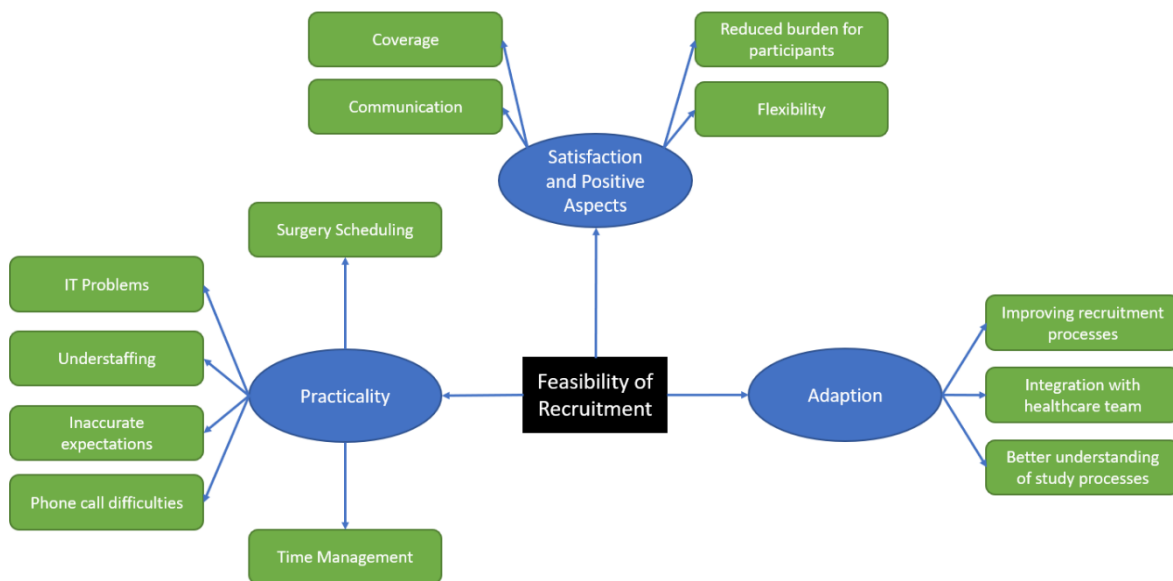 Coverage
Communication
Reduced burden for
participants
Flexibility
Satisfaction
and Positive
Aspects
Surgery Scheduling
IT Problems
Understaffing
Inaccurate
expectations
Phone call difficulties
Time Management
Practicality
Feasibility of
Recruitment
Adaption
Improving recruitment
processes
Integration with
healthcare team
Better understanding
of study processes